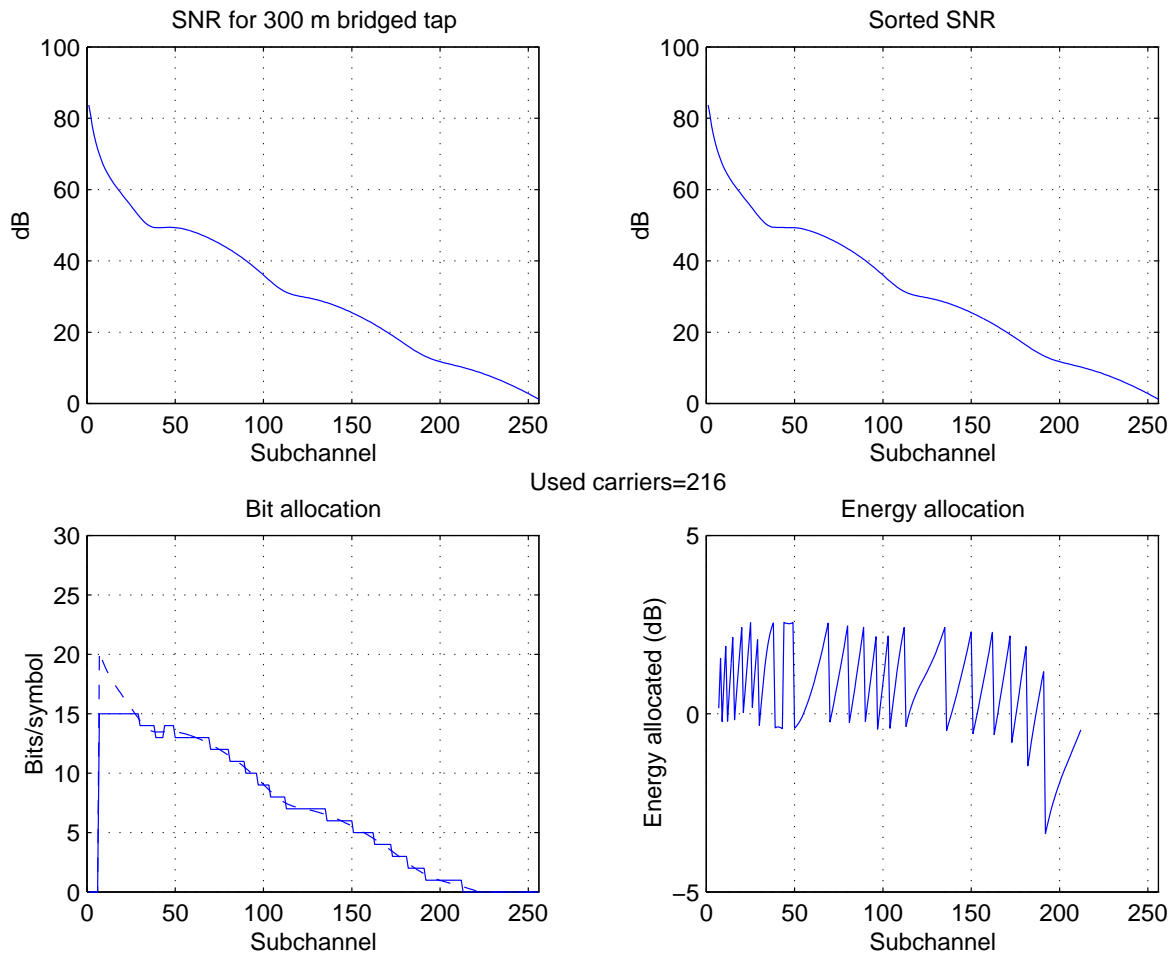 SNR for 300 m bridged tap
100
80
60
40
20
0
dB
0 50 100 150 200 250
Subchannel
Sorted SNR
100
80
60
40
20
0
dB
0 50 100 150 200 250
Subchannel
Used carriers=216
Bit allocation
30
25
20
15
10
5
0
Bits/symbol
0 50 100 150 200 250
Subchannel
Energy allocation
5
0
−5
Energy allocated (dB)
0 50 100 150 200 250
Subchannel